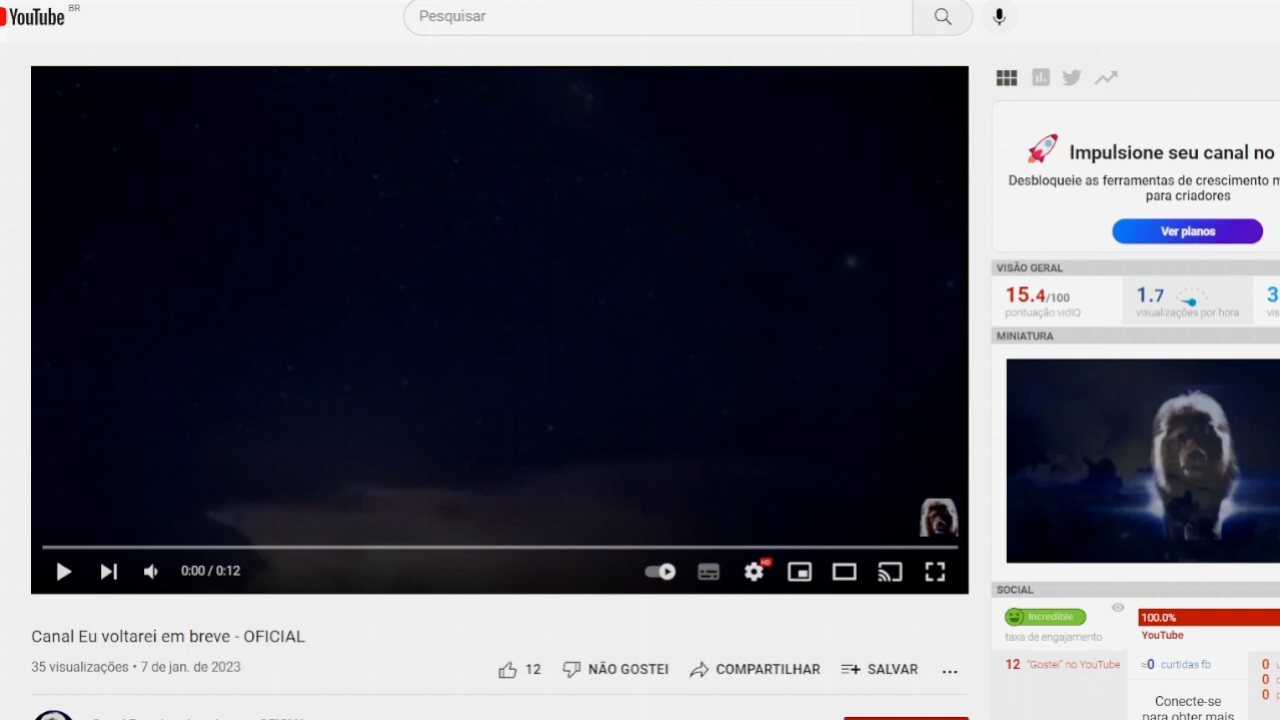 YouTube BR
Pesquisar
Impulsione seu canal no
Desbloqueie as ferramentas de crescimento
para criadores
Ver planos
VISÃO GERAL
15.4/100
1.7
3
pontuação vidIQ
visualizações por hora
vis
MINIATURA
HD
0:00 / 0:12
SOCIAL
Incredible
taxa de engajamento
100.0%
YouTube
12 "Gostei" no YouTube
≈0 curtidas fb
0
0
0
Conecte-se
para obter mais
Canal Eu voltarei em breve - OFICIAL
35 visualizações • 7 de jan. de 2023
12
NÃO GOSTEI
COMPARTILHAR
SALVAR